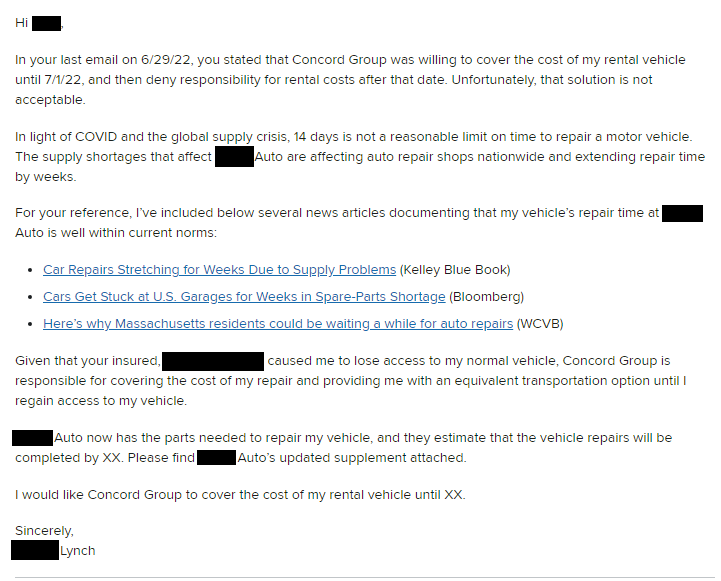 Hi ,
In your last email on 6/29/22, you stated that Concord Group was willing to cover the cost of my rental vehicle
until 7/1/22, and then deny responsibility for rental costs after that date. Unfortunately, that solution is not
acceptable.
In light of COVID and the global supply crisis, 14 days is not a reasonable limit on time to repair a motor vehicle.
The supply shortages that affect Auto are affecting auto repair shops nationwide and extending repair time
by weeks.
For your reference, I've included below several news articles documenting that my vehicle's repair time at
Auto is well within current norms:
• Car Repairs Stretching for Weeks Due to Supply Problems (Kelley Blue Book)
• Cars Get Stuck at U.S. Garages for Weeks in Spare-Parts Shortage (Bloomberg)
• Here's why Massachusetts residents could be waiting a while for auto repairs (WCVB)
Given that your insured, caused me to lose access to my normal vehicle, Concord Group is
responsible for covering the cost of my repair and providing me with an equivalent transportation option until I
regain access to my vehicle.
Auto now has the parts needed to repair my vehicle, and they estimate that the vehicle repairs will be
completed by XX. Please find Auto's updated supplement attached.
I would like Concord Group to cover the cost of my rental vehicle until XX.
Sincerely,
Lynch